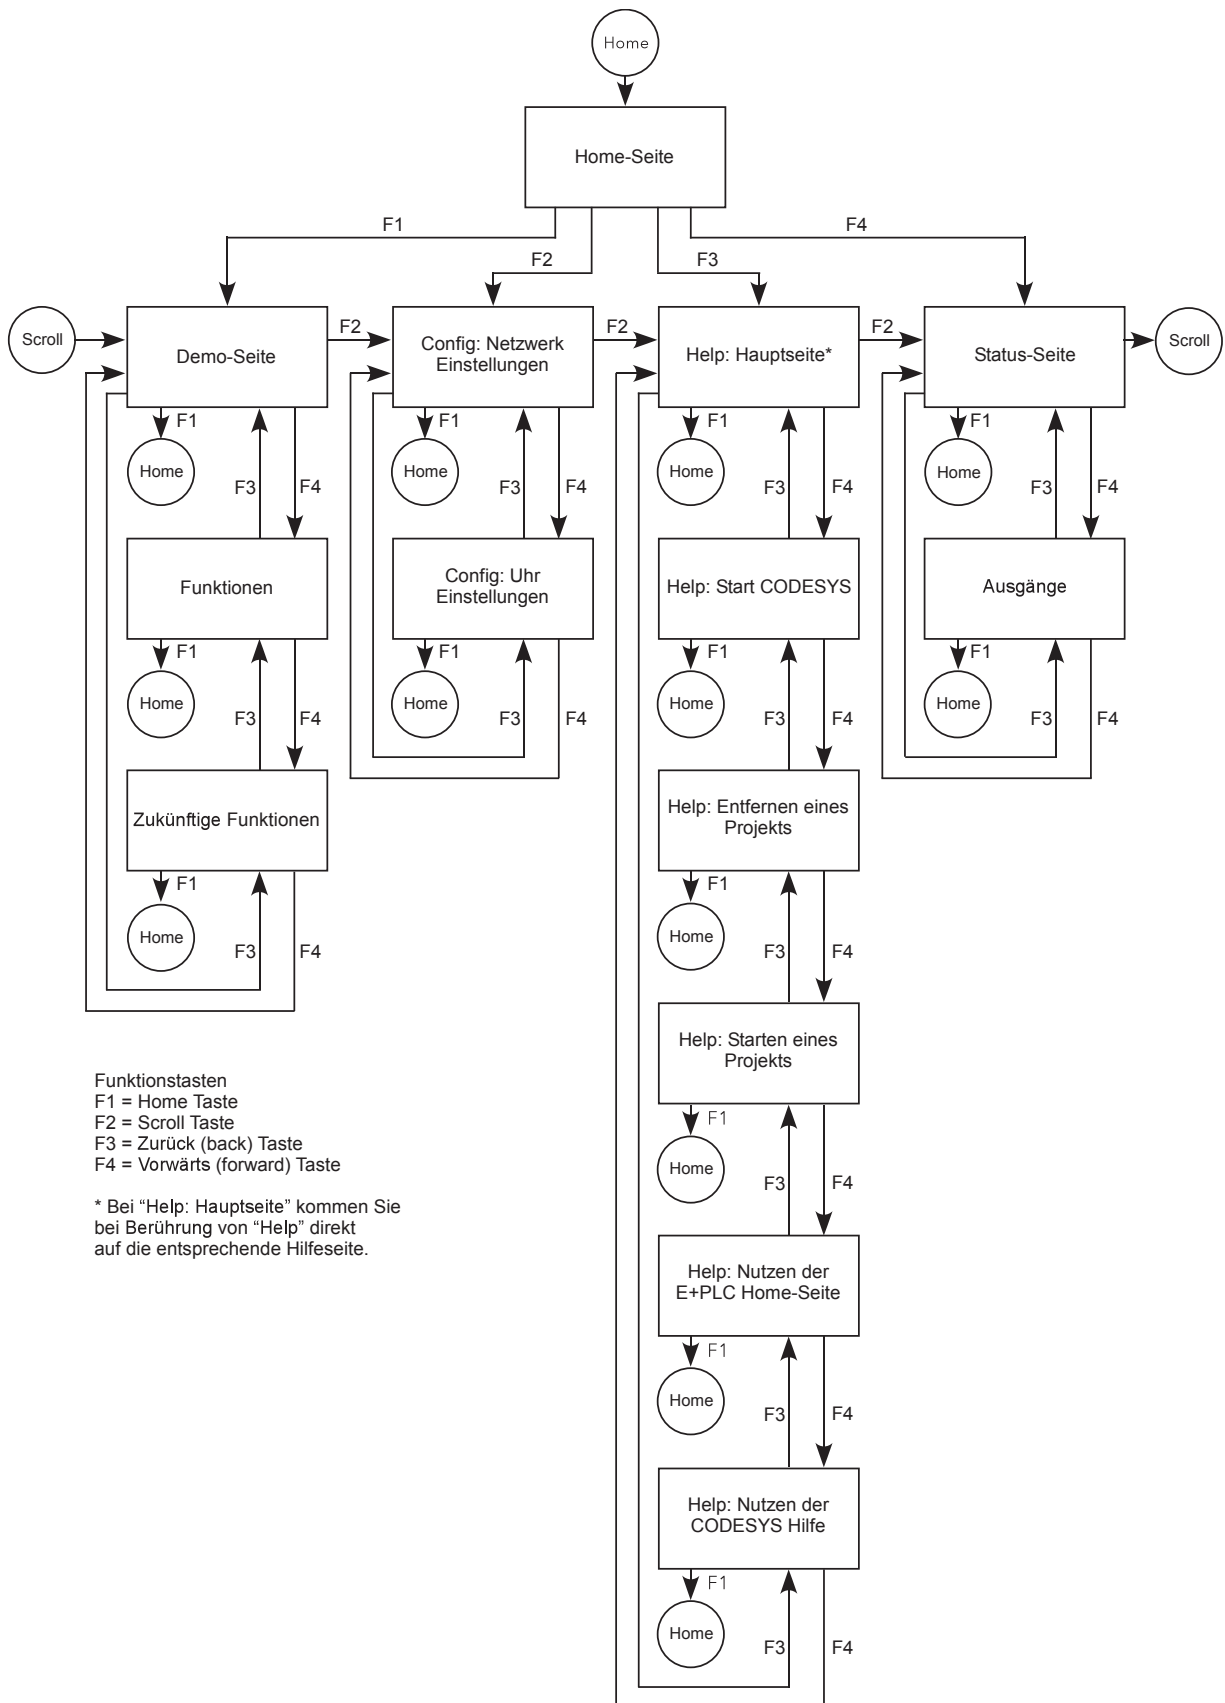 Home
Home-Seite
F1
F4
F2
F3
Scroll
Demo-Seite
F2
Config: Netzwerk
Einstellungen
F2
Help: Hauptseite*
F2
Status-Seite
Scroll
F1
F1
F1
F1
Home
Home
Home
Home
F3
F4
F3
F4
F3
F4
F3
F4
Funktionen
Config: Uhr
Einstellungen
Help: Start CODESYS
Ausgänge
F1
F1
F1
F1
Home
Home
Home
Home
F3
F4
F3
F4
F3
F4
F3
F4
Zukünftige Funktionen
Help: Entfernen eines
Projekts
F1
F1
Home
Home
F3
F4
F3
F4
Help: Starten eines
Projekts
F1
Home
F3
F4
Funktionstasten
F1 = Home Taste
F2 = Scroll Taste
F3 = Zurück (back) Taste
F4 = Vorwärts (forward) Taste
* Bei “Help: Hauptseite” kommen Sie
bei Berührung von “Help” direkt
auf die entsprechende Hilfeseite.
Help: Nutzen der
E+PLC Home-Seite
F1
Home
F3
F4
Help: Nutzen der
CODESYS Hilfe
F1
Home
F3
F4